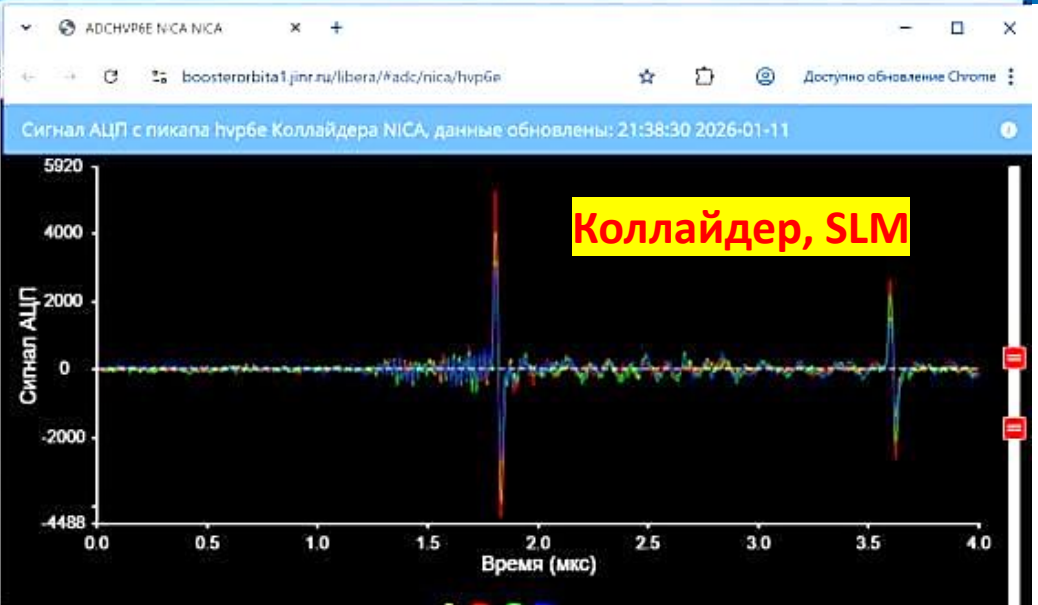 ADCHVP6E NICA NICA
boosterorbita1.jinr.ru/libera/#adc/nica/hvp6e
Доступно обновление Chrome
Сигнал АЦП с пикапа hvp6e Коллайдера NICA, данные обновлены: 21:38:30 2026-01-11
Коллайдер, SLM
5920
4000
2000
0
-2000
-4488
Сигнал АЦП
0.0 0.5 1.0 1.5 2.0 2.5 3.0 3.5 4.0
Время (мкс)